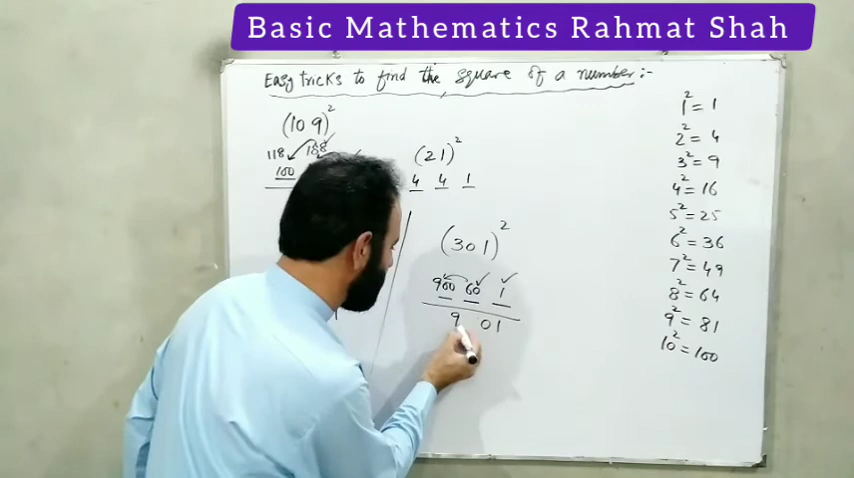 Basic Mathematics Rahmat Shah
Easy tricks to find the square of a number:-
(109)²
118 188
100
(21)²
4 4 1
(301)²
900 60 1
9 01
1² = 1
2² = 4
3² = 9
4² = 16
5² = 25
6² = 36
7² = 49
8² = 64
9² = 81
10² = 100